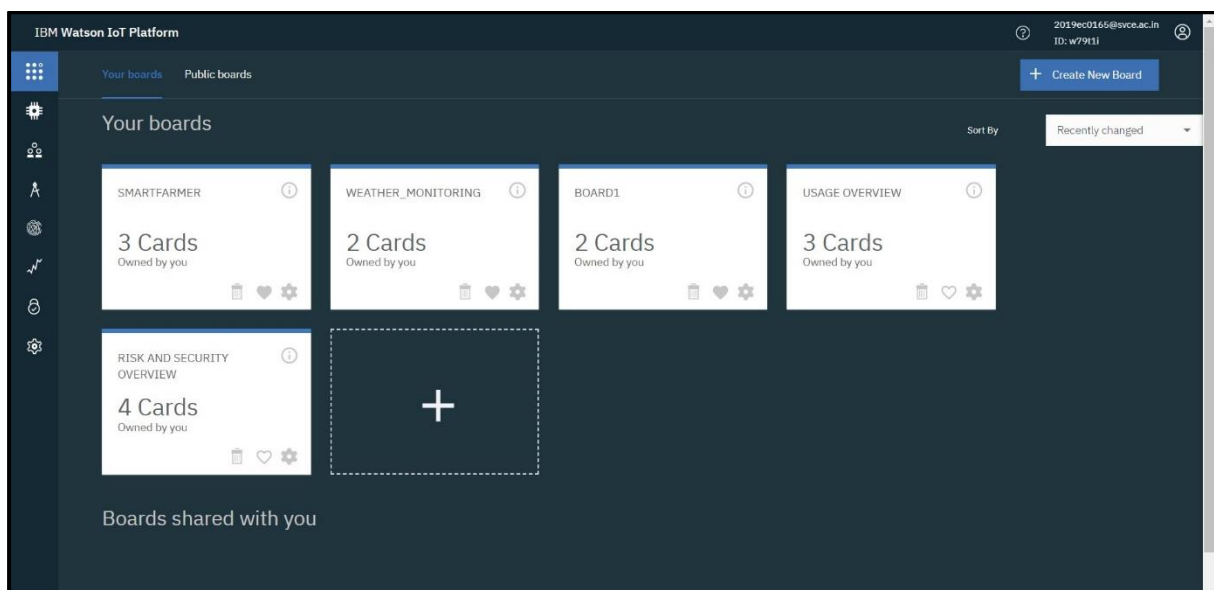 IBM Watson IoT Platform
2019ec0165@svce.ac.in
ID: w79t1i
Your boards
Public boards
+ Create New Board
Your boards
Sort By
Recently changed
SMARTFARMER
3 Cards
Owned by you
WEATHER_MONITORING
2 Cards
Owned by you
BOARD1
2 Cards
Owned by you
USAGE OVERVIEW
3 Cards
Owned by you
RISK AND SECURITY
OVERVIEW
4 Cards
Owned by you
Boards shared with you